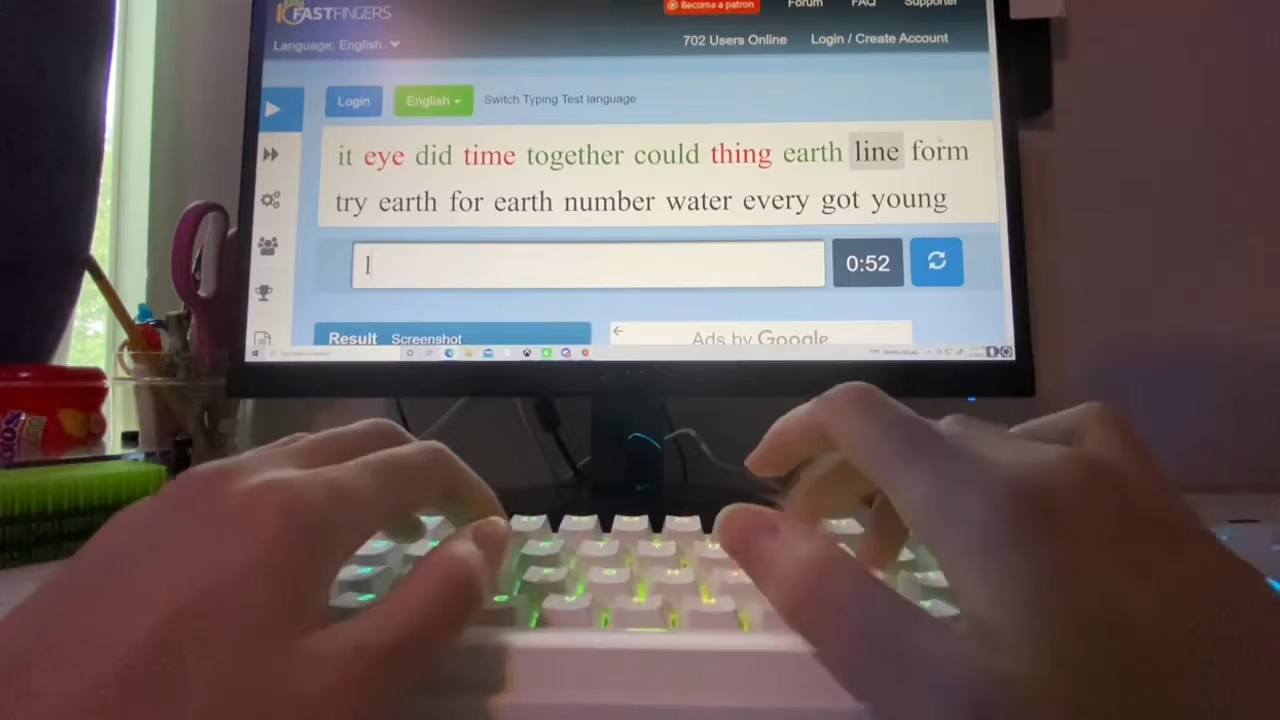 10FASTFINGERS
Become a patron Forum FAQ Supporter
Language: English
702 Users Online Login / Create Account
Login English Switch Typing Test language
it eye did time together could thing earth line form
try earth for earth number water every got young
l
0:52
Result Screenshot
Ads by Google